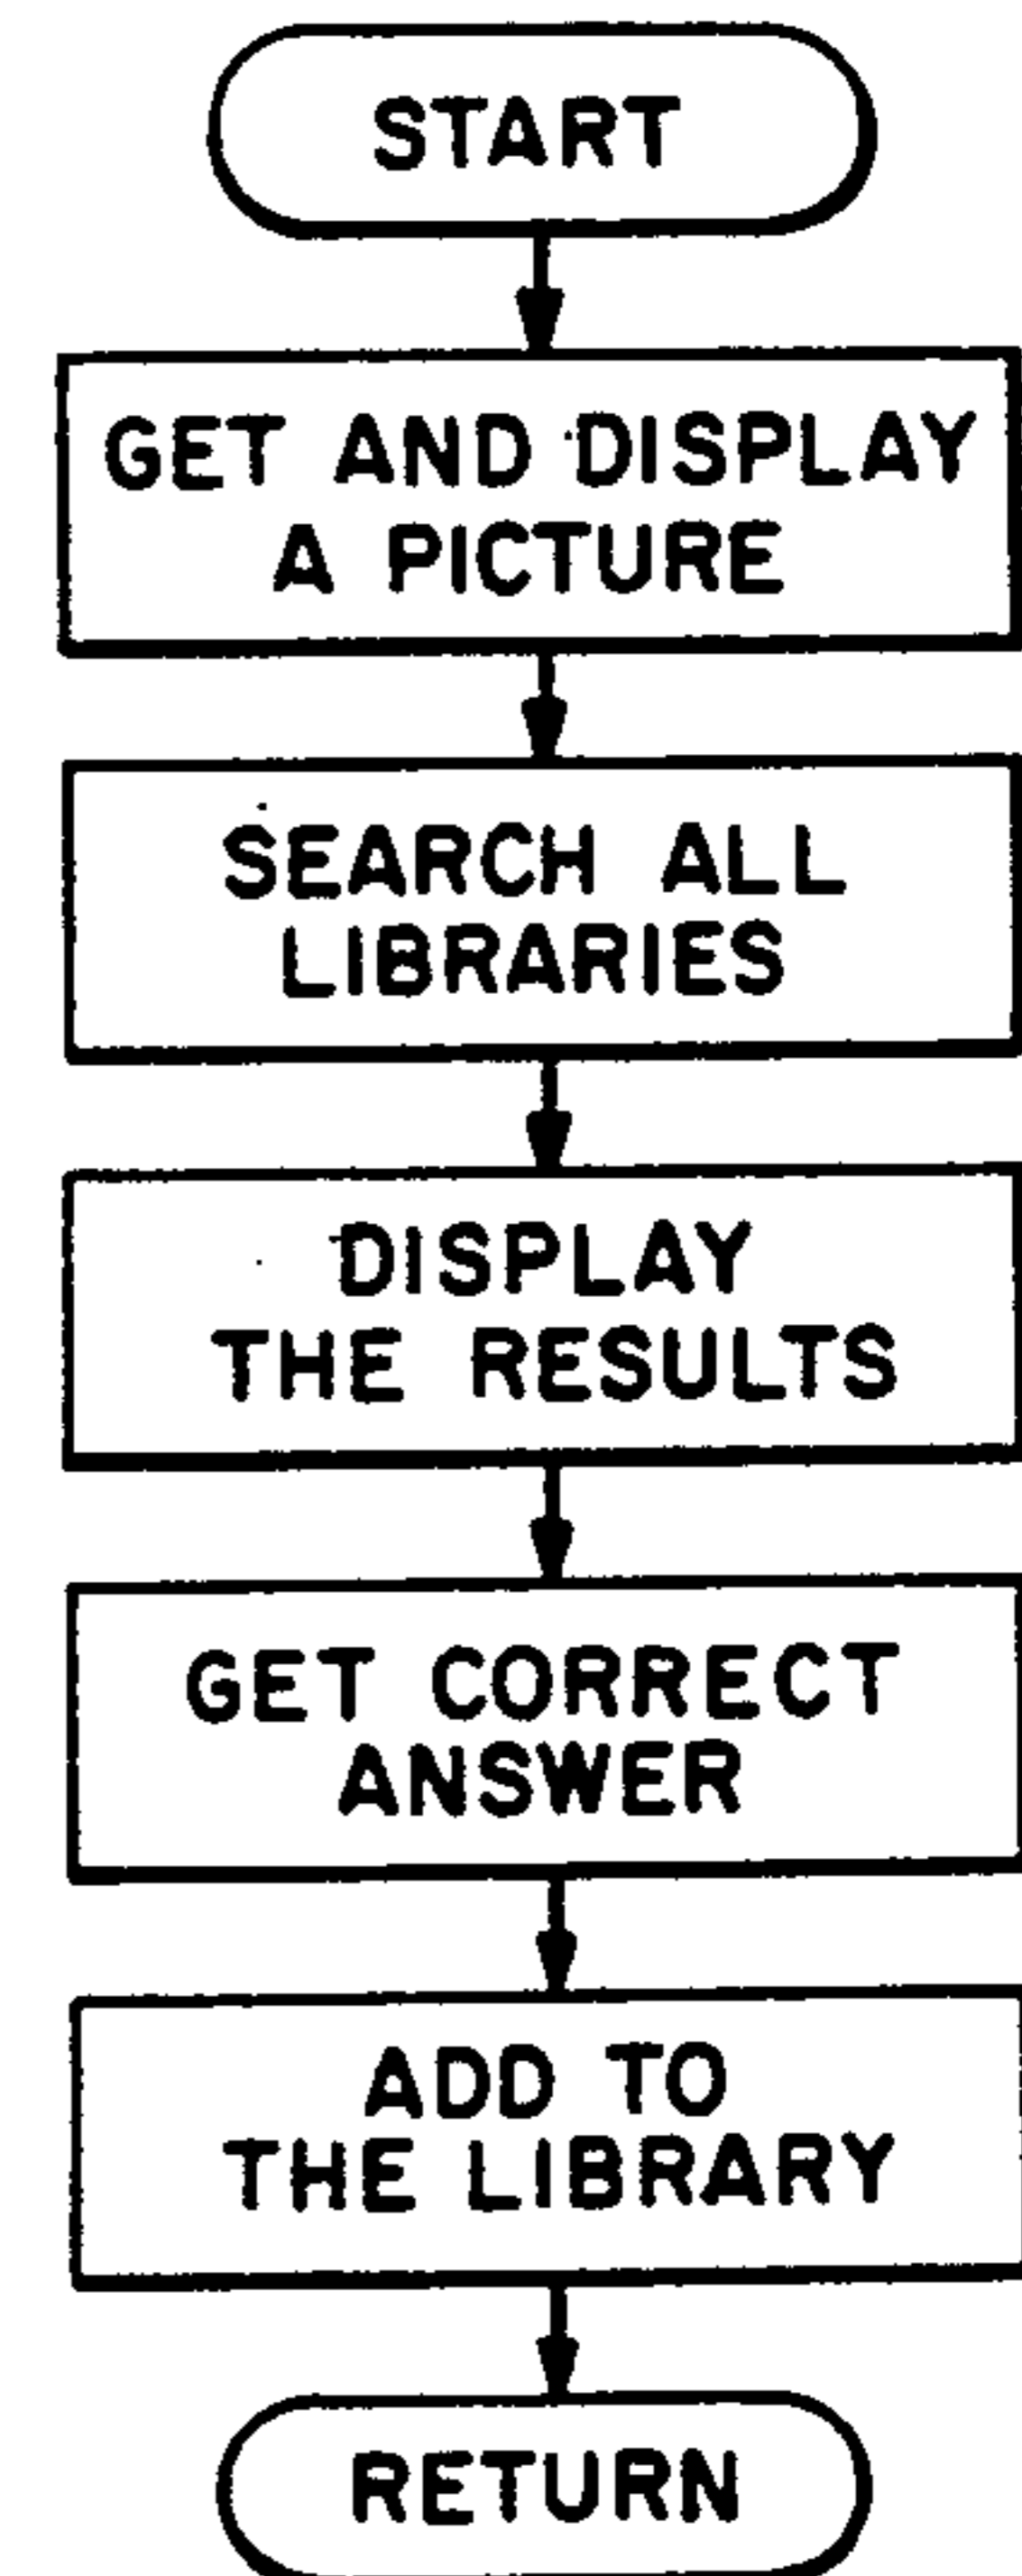 START
GET AND DISPLAY
A PICTURE
SEARCH ALL
LIBRARIES
DISPLAY
THE RESULTS
GET CORRECT
ANSWER
ADD TO
THE LIBRARY
RETURN